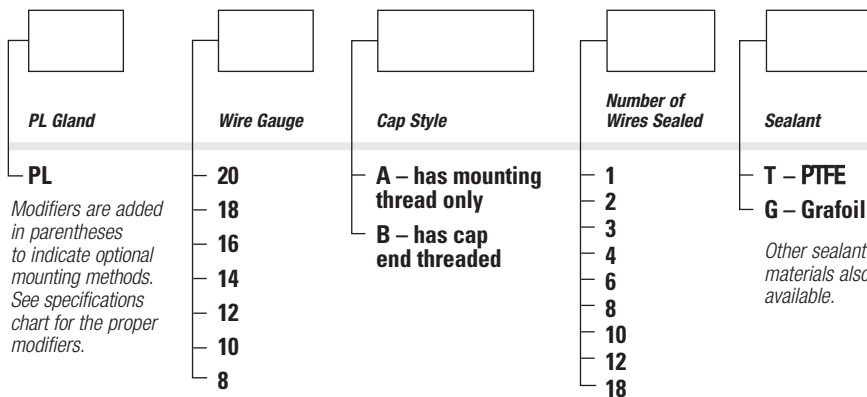 PL Gland
Wire Gauge
Cap Style
Number of
Wires Sealed
Sealant
PL
Modifiers are added
in parentheses
to indicate optional
mounting methods.
See specifications
chart for the proper
modifiers.
20
18
16
14
12
10
8
A – has mounting
thread only
B – has cap
end threaded
1
2
3
4
6
8
10
12
18
T – PTFE
G – Grafoil
Other sealant
materials also
available.